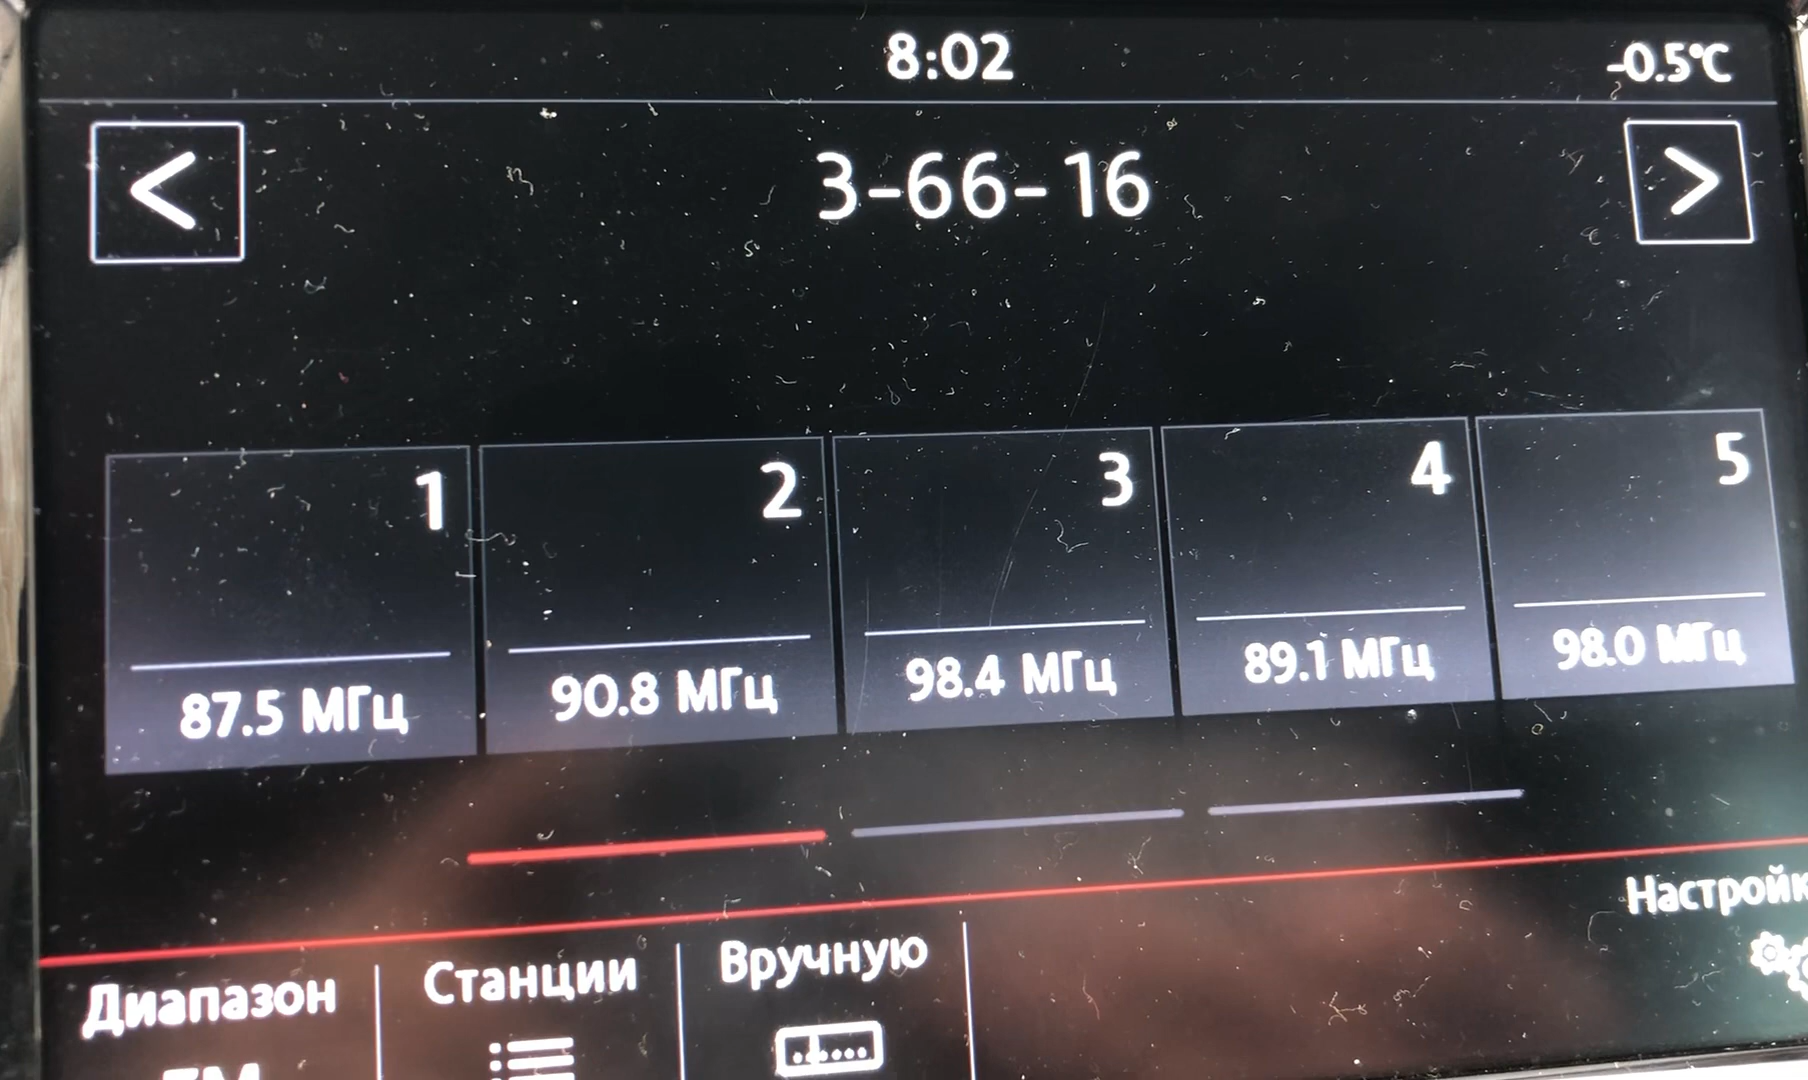 8:02
-0.5°C
<
3-66-16
>
1
2
3
4
5
87.5 МГц
90.8 МГц
98.4 МГц
89.1 МГц
98.0 МГц
Диапазон
Станции
Вручную
Настройк
FM